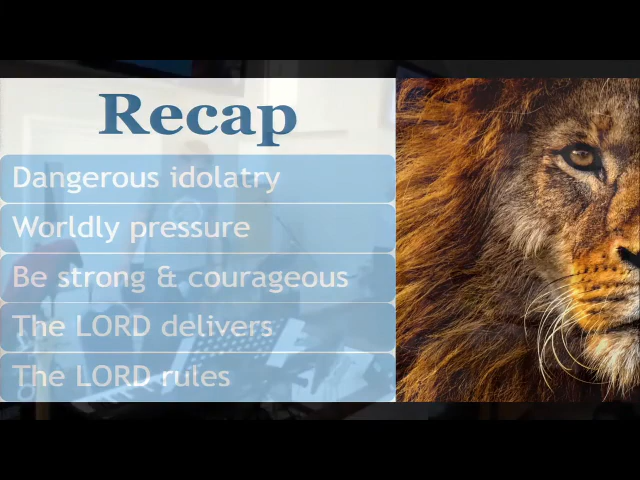 Recap
Dangerous idolatry
Worldly pressure
Be strong & courageous
The LORD delivers
The LORD rules